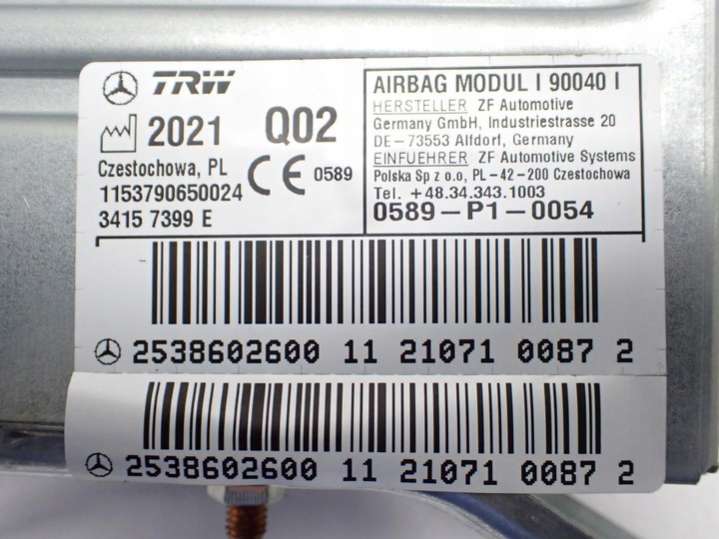 TRW
2021 Q02
Czestochowa, PL
CE 0589
1153790650024
3415 7399 E
AIRBAG MODUL I 90040 I
HERSTELLER ZF Automotive
Germany GmbH, Industriestrasse 20
DE-73553 Alfdorf, Germany
EINFUEHRER ZF Automotive Systems
Polska Sp z o.o, PL-42-200 Czestochowa
Tel. +48.34.343.1003
0589-P1-0054
2538602600 11 21071 0087 2
2538602600 11 21071 0087 2